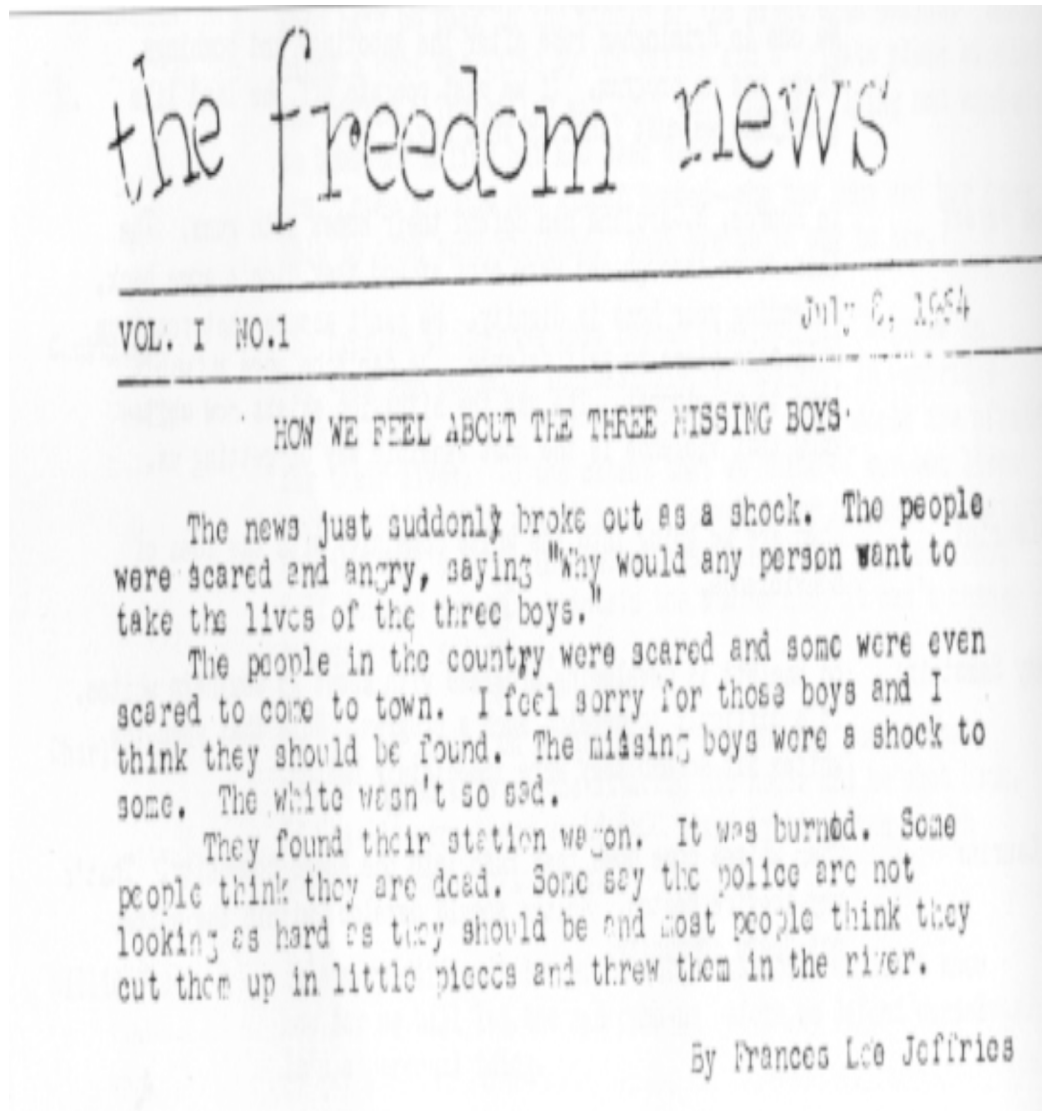 the freedom news
VOL. I NO.1 July 8, 1964
HOW WE FEEL ABOUT THE THREE MISSING BOYS
The news just suddenly broke out as a shock. The people
were scared and angry, saying "Why would any person want to
take the lives of the three boys."
The people in the country were scared and some were even
scared to come to town. I feel sorry for those boys and I
think they should be found. The missing boys were a shock to
some. The white wasn't so sad.
They found their station wagon. It was burned. Some
people think they are dead. Some say the police are not
looking as hard as they should be and most people think they
cut them up in little pieces and threw them in the river.
By Frances Lee Jeffries